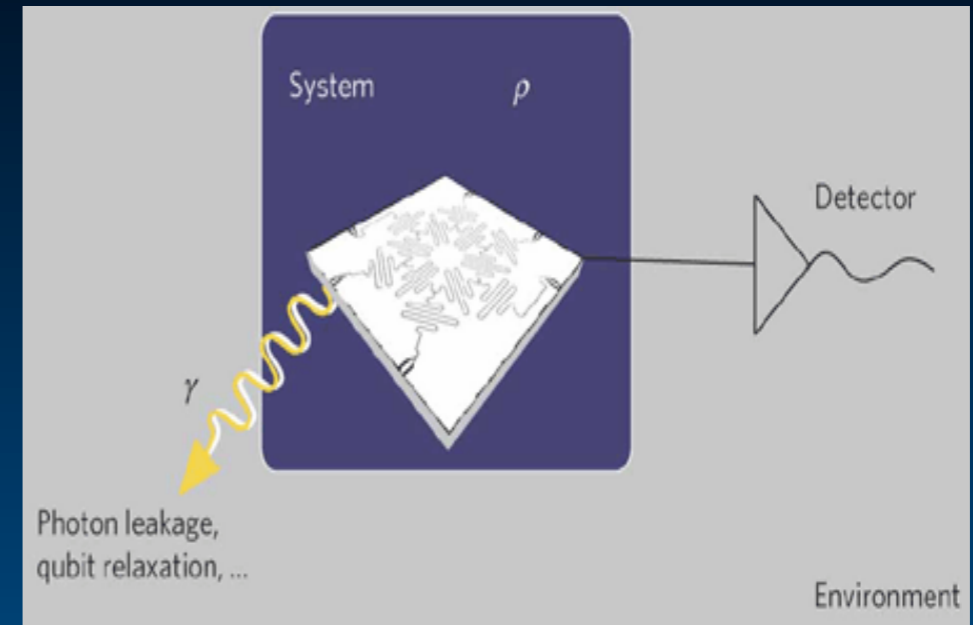 System ρ
Detector
γ
Photon leakage,
qubit relaxation, ...
Environment